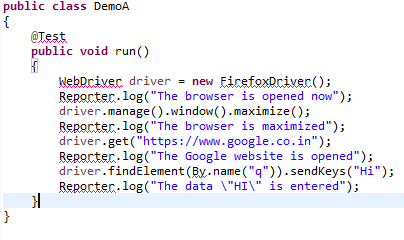 public class DemoA
{
@Test
public void run()
{
WebDriver driver = new FirefoxDriver();
Reporter.log("The browser is opened now");
driver.manage().window().maximize();
Reporter.log("The browser is maximized");
driver.get("https://www.google.co.in");
Reporter.log("The Google website is opened");
driver.findElement(By.name("q")).sendKeys("Hi");
Reporter.log("The data \"HI\" is entered");
}
}